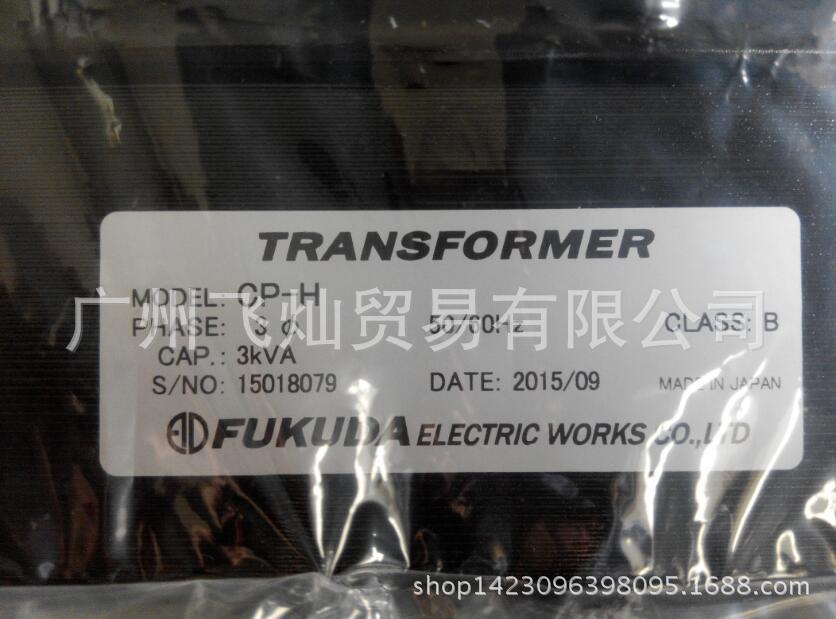 TRANSFORMER
MODEL: CP-H
广州飞灿贸易有限公司
PHASE: 3 φ 50/60Hz CLASS: B
CAP.: 3kVA
S/NO: 15018079 DATE: 2015/09 MADE IN JAPAN
FUKUDA ELECTRIC WORKS CO.,LTD
shop1423096398095.1688.com